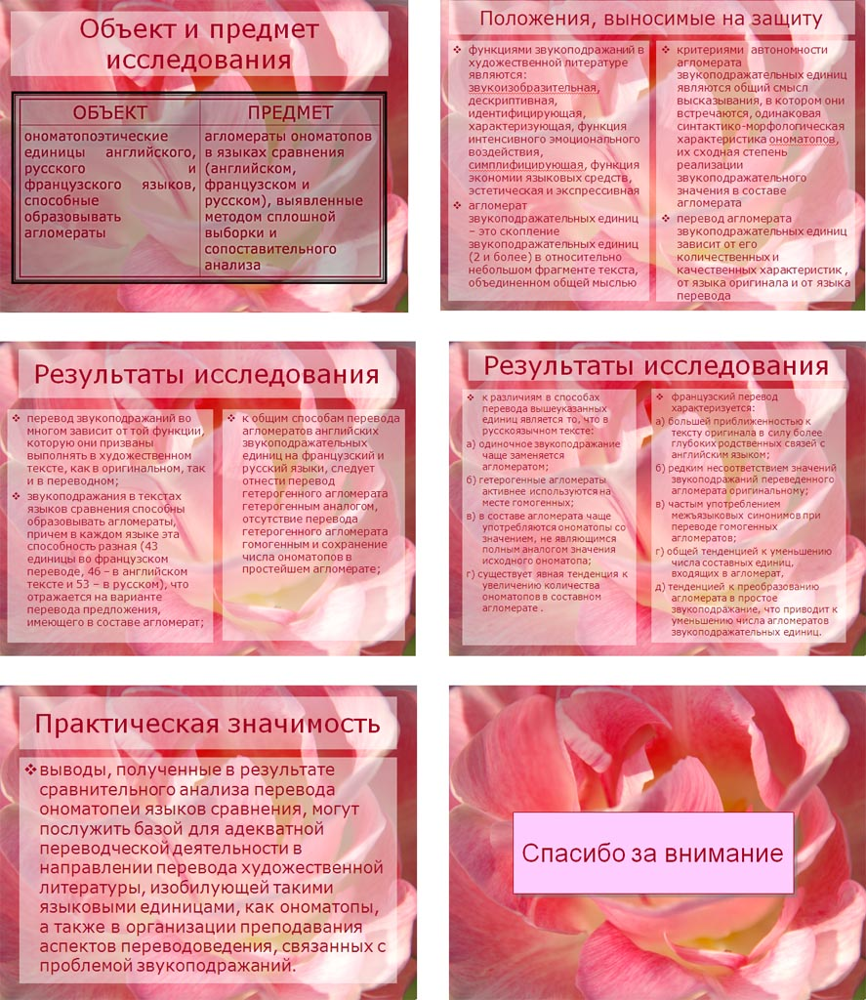 Объект и предмет
исследования
ОБЪЕКТ
ономатопоэтические
единицы английского,
русского и
французского языков,
способные
образовывать
агломераты
ПРЕДМЕТ
агломераты ономатопов
в языках сравнения
(английском,
французском и
русском), выявленные
методом сплошной
выборки и
сопоставительного
анализа
Положения, выносимые на защиту
❖ функциями звукоподражаний в
художественной литературе
являются:
звукоизобразительная,
дескриптивная,
идентифицирующая,
характеризующая, функция
интенсивного эмоционального
воздействия,
симплифицирующая, функция
экономии языковых средств,
эстетическая и экспрессивная
❖ агломерат
звукоподражательных единиц
– это скопление
звукоподражательных единиц
(2 и более) в относительно
небольшом фрагменте текста,
объединенном общей мыслью
❖ критериями автономности
агломерата
звукоподражательных единиц
являются общий смысл
высказывания, в котором они
встречаются, одинаковая
синтактико-морфологическая
характеристика ономатопов,
их сходная степень
реализации
звукоподражательного
значения в составе
агломерата
❖ перевод агломерата
звукоподражательных единиц
зависит от его
количественных и
качественных характеристик ,
от языка оригинала и от языка
перевода
Результаты исследования
❖ перевод звукоподражаний во
многом зависит от той функции,
которую они призваны
выполнять в художественном
тексте, как в оригинальном, так
и в переводном;
❖ звукоподражания в текстах
языков сравнения способны
образовывать агломераты,
причем в каждом языке эта
способность разная (43
единицы во французском
переводе, 46 – в английском
тексте и 53 – в русском), что
отражается на варианте
перевода предложения,
имеющего в составе агломерат;
❖ к общим способам перевода
агломератов английских
звукоподражательных
единиц на французский и
русский языки, следует
отнести перевод
гетерогенного агломерата
гетерогенным аналогом,
отсутствие перевода
гетерогенного агломерата
гомогенным и сохранение
числа ономатопов в
простейшем агломерате;
Результаты исследования
❖ к различиям в способах
перевода вышеуказанных
единиц является то, что в
русскоязычном тексте:
а) одиночное звукоподражание
чаще заменяется
агломератом;
б) гетерогенные агломераты
активнее используются на
месте гомогенных;
в) в составе агломерата чаще
употребляются ономатопы со
значением, не являющимся
полным аналогом значения
исходного ономатопа;
г) существует явная тенденция к
увеличению количества
ономатопов в составном
агломерате .
❖ французский перевод
характеризуется:
а) большей приближенностью к
тексту оригинала в силу более
глубоких родственных связей с
английским языком;
б) редким несоответствием значений
звукоподражаний переведенного
агломерата оригинальному;
в) частым употреблением
межъязыковых синонимов при
переводе гомогенных
агломератов;
г) общей тенденцией к уменьшению
числа составных единиц,
входящих в агломерат,
д) тенденцией к преобразованию
агломерата в простое
звукоподражание, что приводит к
уменьшению числа агломератов
звукоподражательных единиц.
Практическая значимость
❖ выводы, полученные в результате
сравнительного анализа перевода
ономатопеи языков сравнения, могут
послужить базой для адекватной
переводческой деятельности в
направлении перевода художественной
литературы, изобилующей такими
языковыми единицами, как ономатопы,
а также в организации преподавания
аспектов переводоведения, связанных с
проблемой звукоподражаний.
Спасибо за внимание